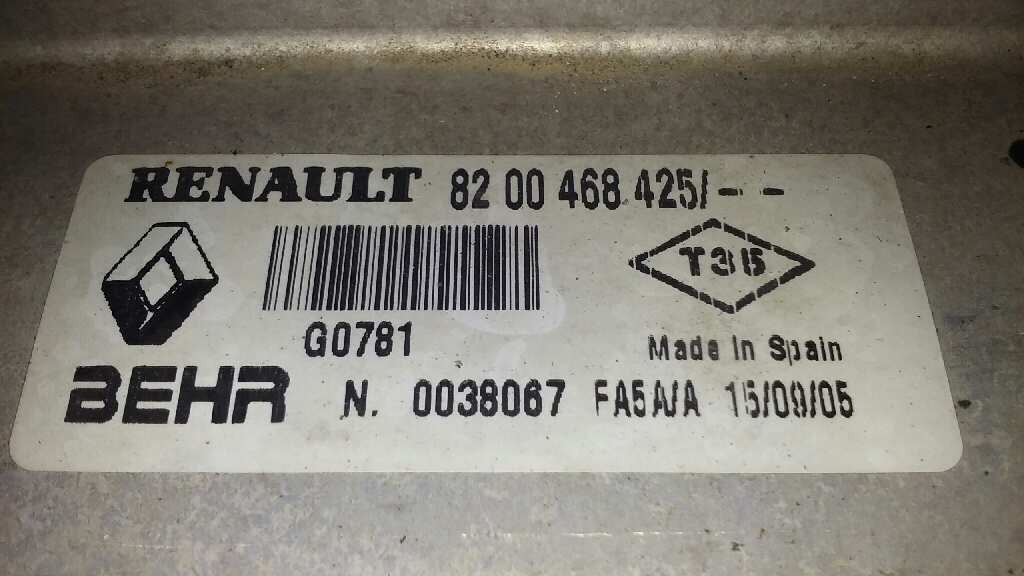 RENAULT 82 00 468 425/--
T35
G0781
Made In Spain
BEHR N. 0038067 FA5A/A 15/09/05